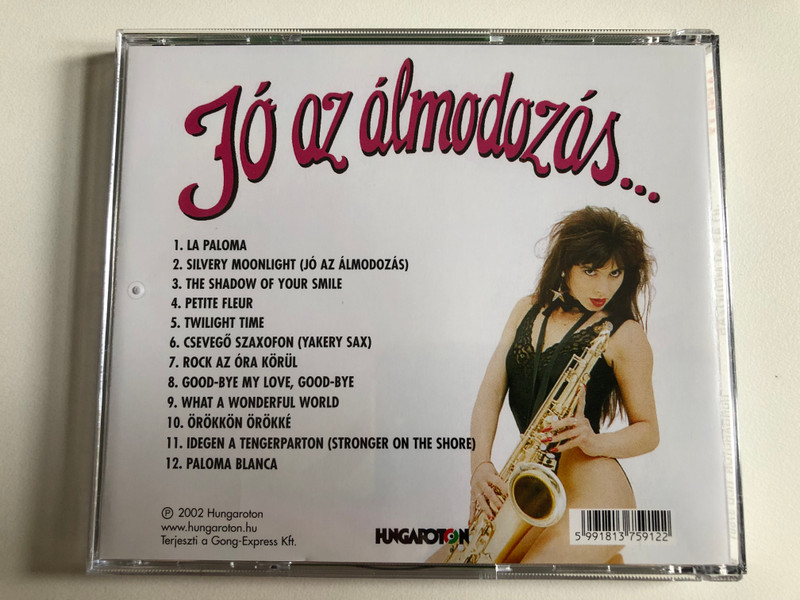 Jó az álmodozás...
1. LA PALOMA
2. SILVERY MOONLIGHT (JÓ AZ ÁLMODOZÁS)
3. THE SHADOW OF YOUR SMILE
4. PETITE FLEUR
5. TWILIGHT TIME
6. CSEVEGŐ SZAXOFON (YAKERY SAX)
7. ROCK AZ ÓRA KÖRÜL
8. GOOD-BYE MY LOVE, GOOD-BYE
9. WHAT A WONDERFUL WORLD
10. ÖRÖKKÖN ÖRÖKKÉ
11. IDEGEN A TENGERPARTON (STRONGER ON THE SHORE)
12. PALOMA BLANCA
℗ 2002 Hungaroton
www.hungaroton.hu
Terjeszti a Gong-Express Kft.
HUNGAROTON
5 991813 759122